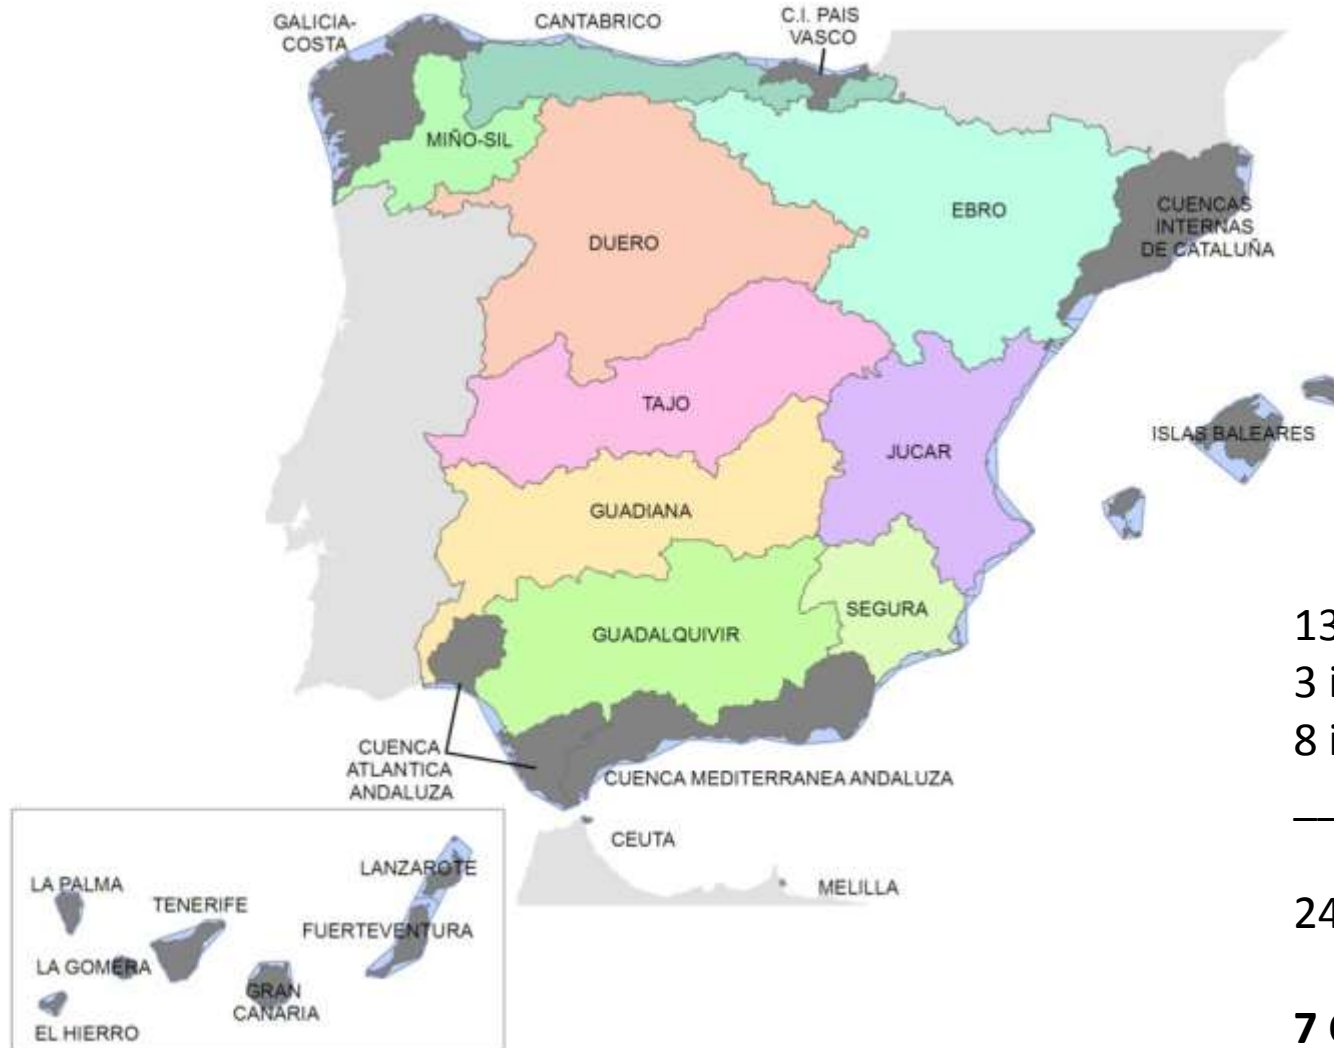 GALICIA-
COSTA
CANTABRICO
C.I. PAIS
VASCO
MIÑO-SIL
DUERO
EBRO
CUENCAS
INTERNAS
DE CATALUÑA
TAJO
JUCAR
ISLAS BALEARES
GUADIANA
SEGURA
GUADALQUIVIR
CUENCA
ATLANTICA
ANDALUZA
CUENCA MEDITERRANEA ANDALUZA
CEUTA
MELILLA
LA PALMA
TENERIFE
LANZAROTE
FUERTEVENTURA
LA GOMERA
GRAN
CANARIA
EL HIERRO
13
3 i
8 i
24
7